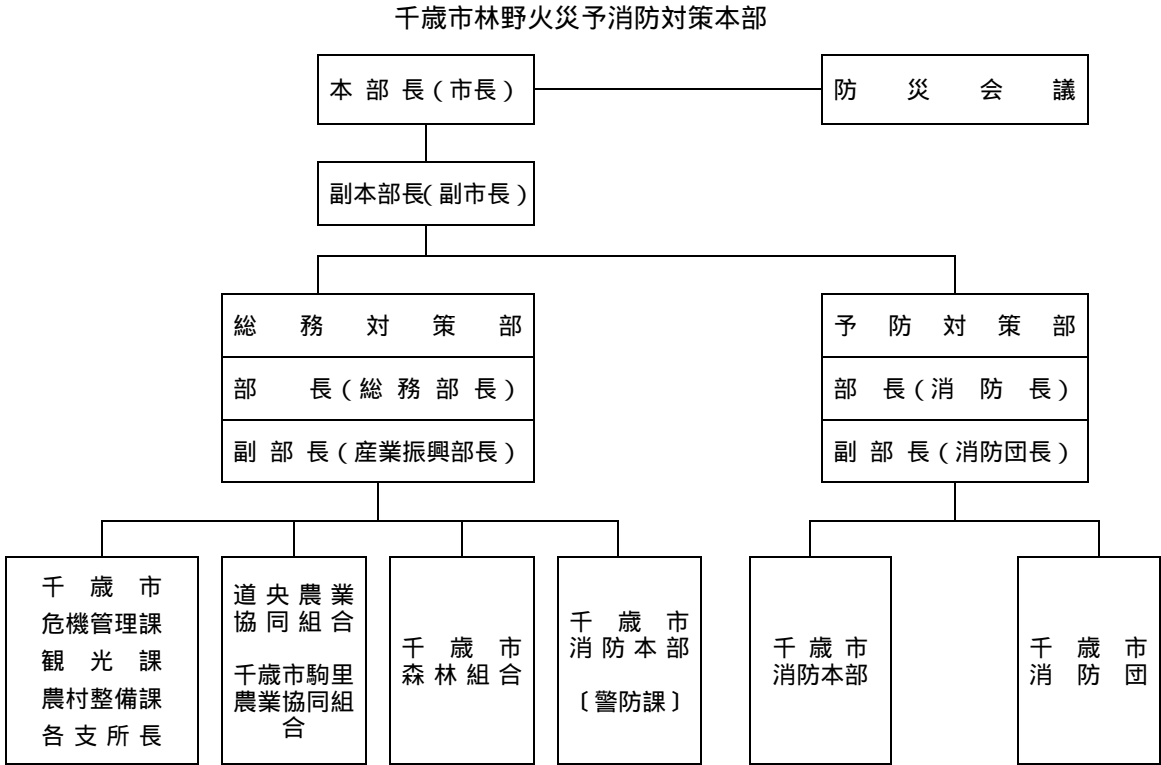 千歳市林野火災予消防対策本部
本部長（市長）
防災会議
副本部長（副市長）
総務対策部
部長（総務部長）
副部長（産業振興部長）
予防対策部
部長（消防長）
副部長（消防団長）
千歳市
危機管理課
観光課
農村整備課
各支所長
道央農業
協同組合
千歳市駒里
農業協同組
合
千歳市
森林組合
千歳市
消防本部
〔警防課〕
千歳市
消防本部
千歳市
消防団